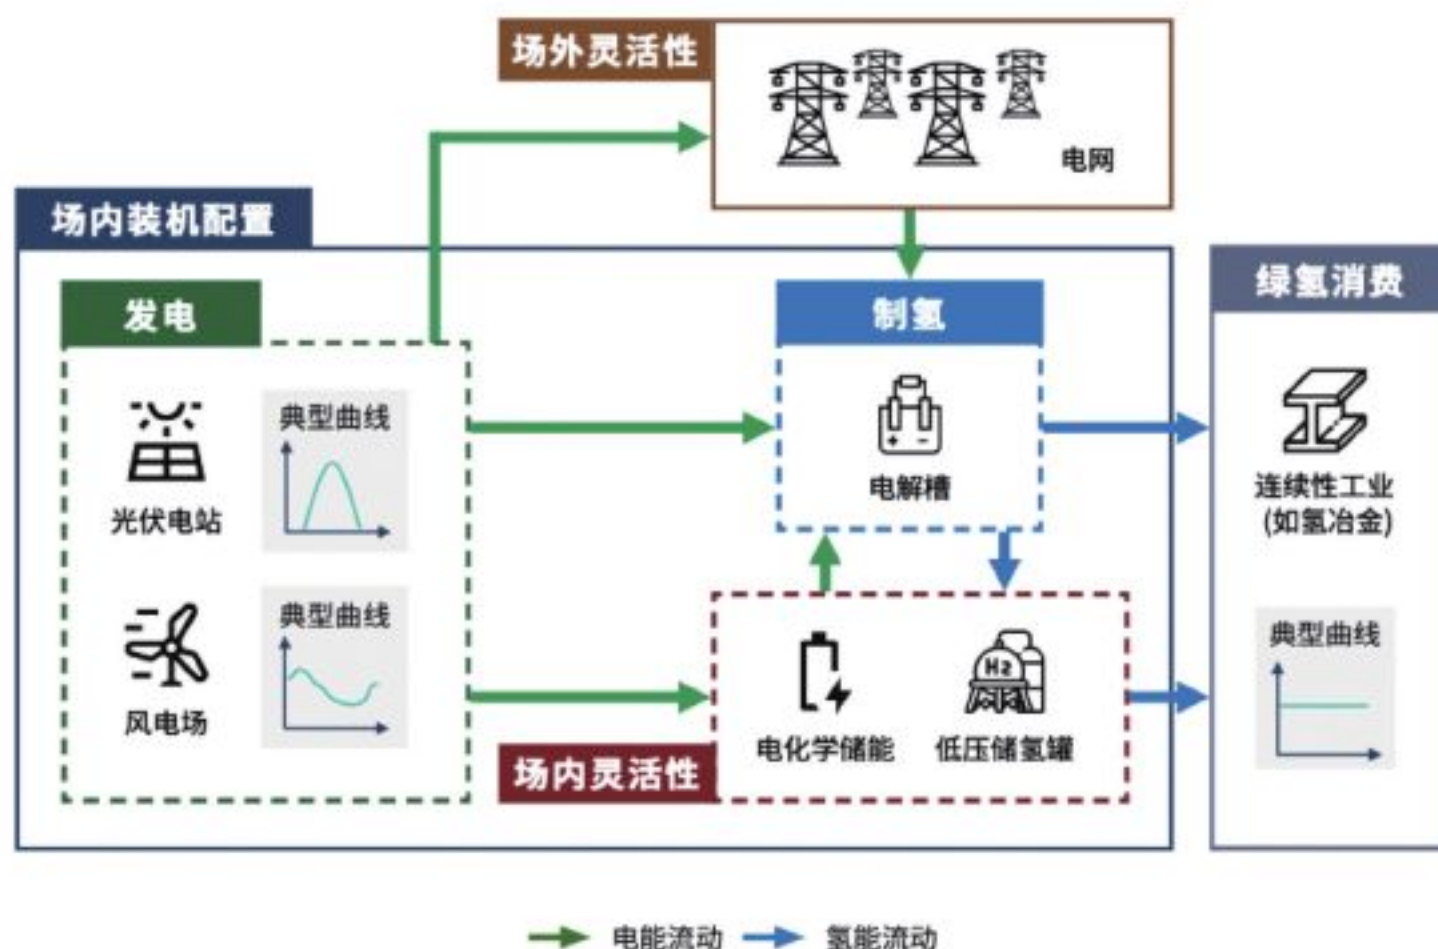 场外灵活性
电网
场内装机配置
发电
制氢
绿氢消费
典型曲线
光伏电站
电解槽
连续性工业
(如氢冶金)
典型曲线
风电场
H2
典型曲线
电化学储能
低压储氢罐
场内灵活性
电能流动
氢能流动